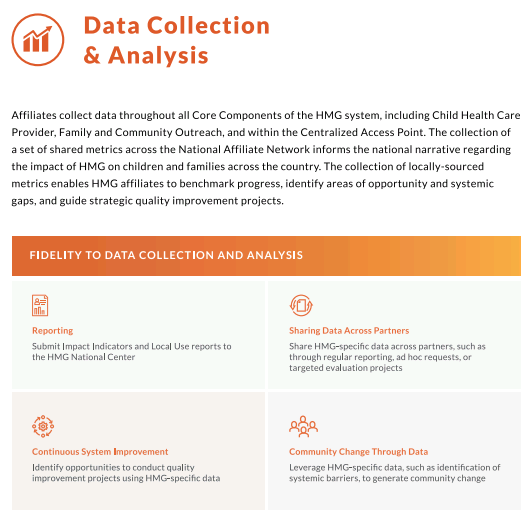 Data Collection
& Analysis
Affiliates collect data throughout all Core Components of the HMG system, including Child Health Care
Provider, Family and Community Outreach, and within the Centralized Access Point. The collection of
a set of shared metrics across the National Affiliate Network informs the national narrative regarding
the impact of HMG on children and families across the country. The collection of locally-sourced
metrics enables HMG affiliates to benchmark progress, identify areas of opportunity and systemic
gaps, and guide strategic quality improvement projects.
FIDELITY TO DATA COLLECTION AND ANALYSIS
Reporting
Submit Impact Indicators and Local Use reports to
the HMG National Center
Sharing Data Across Partners
Share HMG-specific data across partners, such as
through regular reporting, ad hoc requests, or
targeted evaluation projects
Continuous System Improvement
Identify opportunities to conduct quality
improvement projects using HMG-specific data
Community Change Through Data
Leverage HMG-specific data, such as identification of
systemic barriers, to generate community change